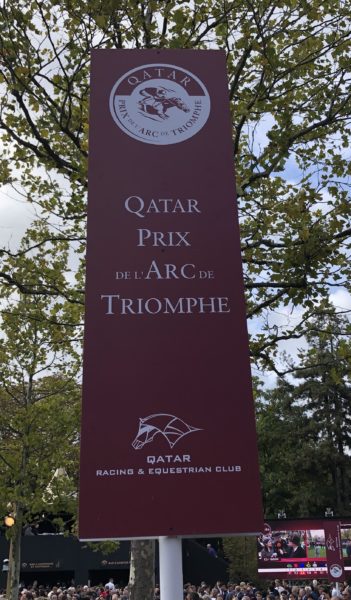 QATAR
PRIX DE L'ARC DE TRIOMPHE
QATAR
PRIX
DE L'ARC DE
TRIOMPHE
QATAR
RACING & EQUESTRIAN CLUB